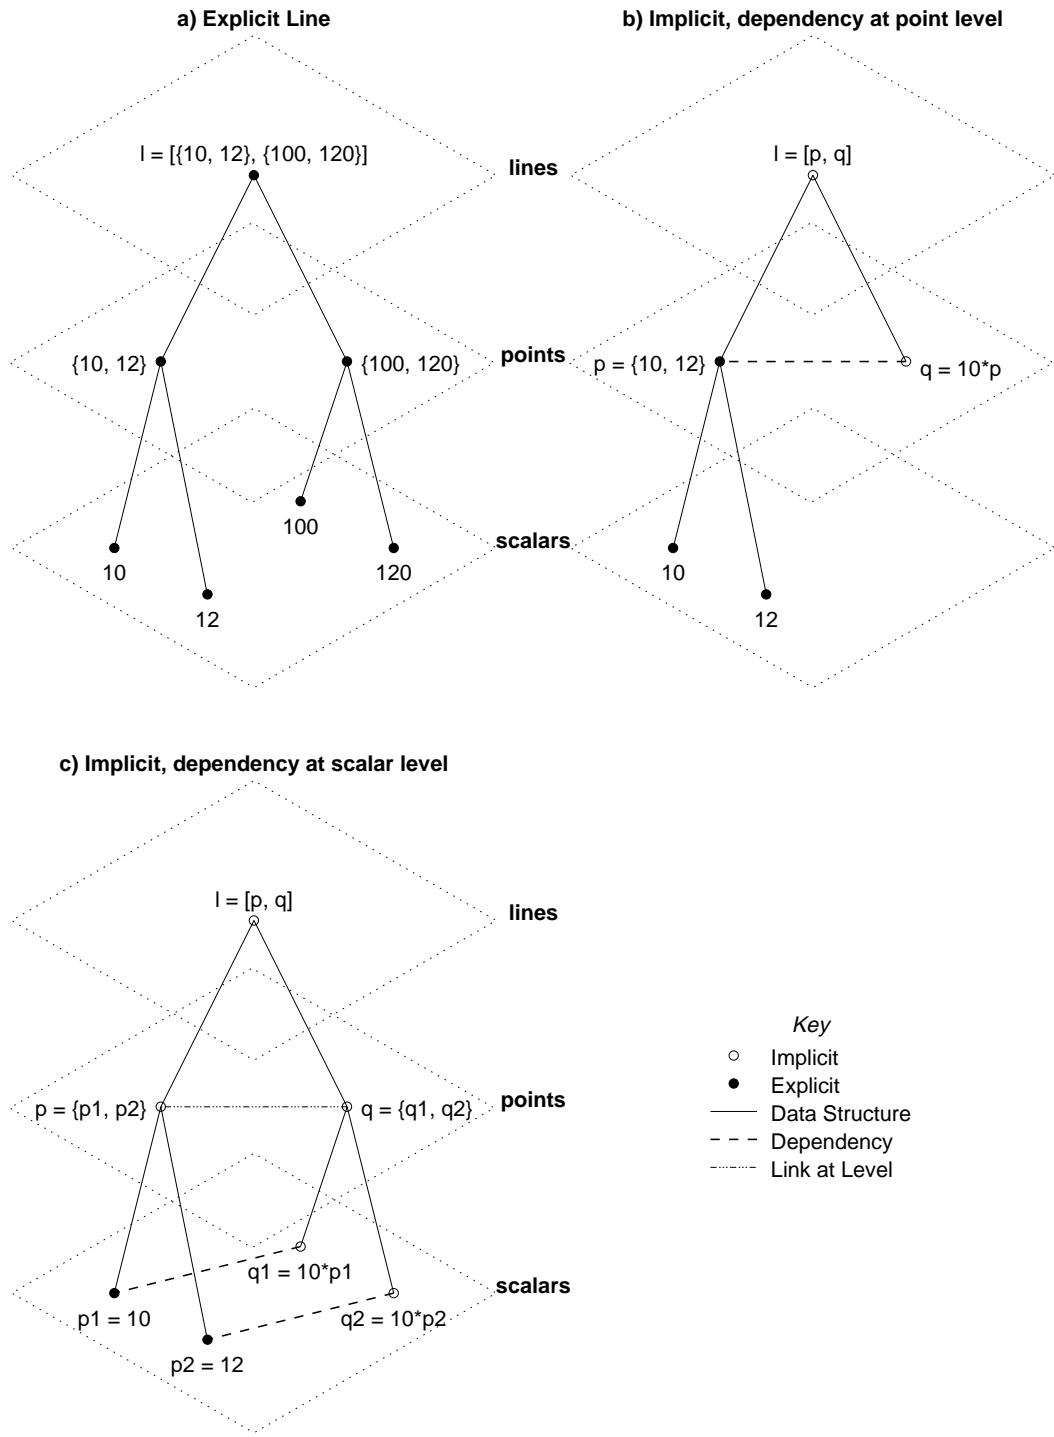 a) Explicit Line
b) Implicit, dependency at point level
l = [{10, 12}, {100, 120}]
lines
l = [p, q]
{10, 12}
{100, 120}
points
p = {10, 12}
q = 10*p
100
10
120
12
scalars
10
12
c) Implicit, dependency at scalar level
l = [p, q]
lines
p = {p1, p2}
q = {q1, q2}
points
q1 = 10*p1
p1 = 10
q2 = 10*p2
p2 = 12
scalars
Key
Implicit
Explicit
Data Structure
Dependency
Link at Level